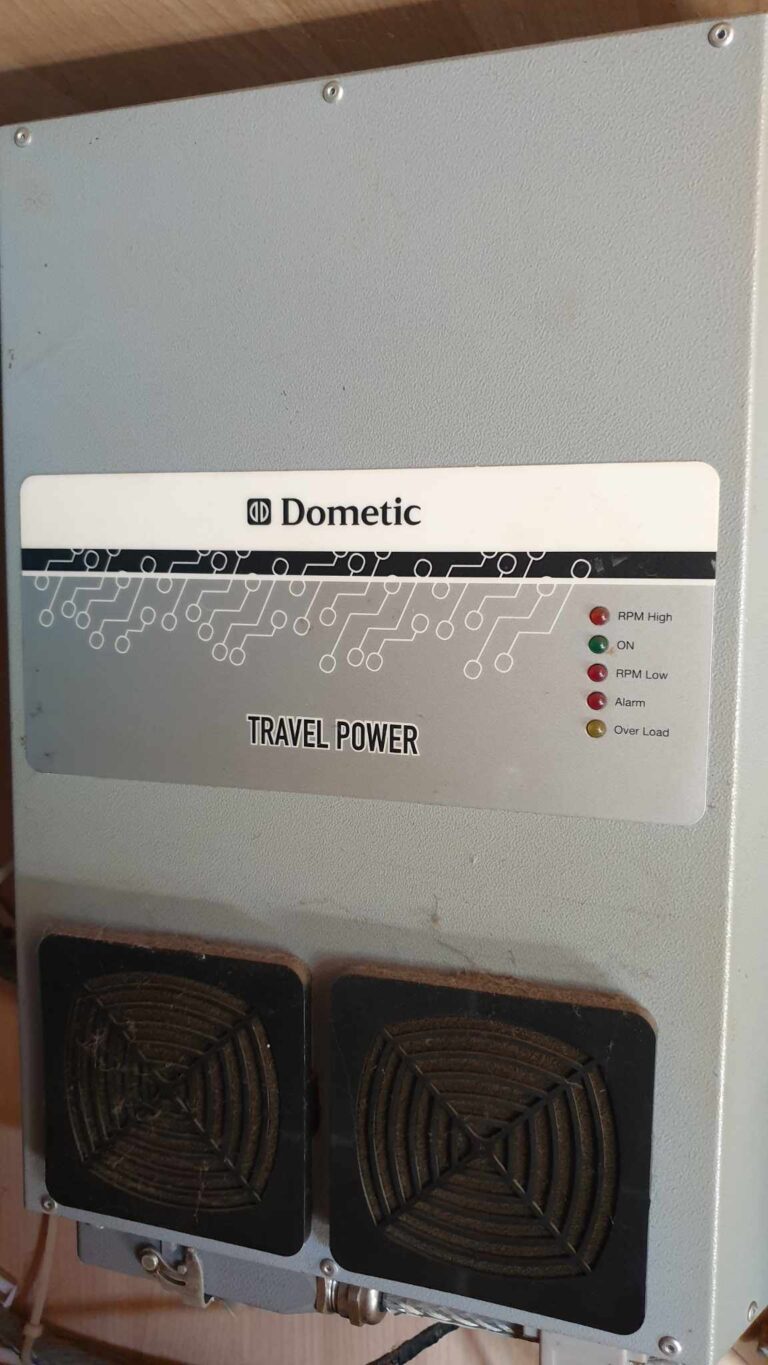 Dometic
RPM High
ON
RPM Low
Alarm
Over Load
TRAVEL POWER